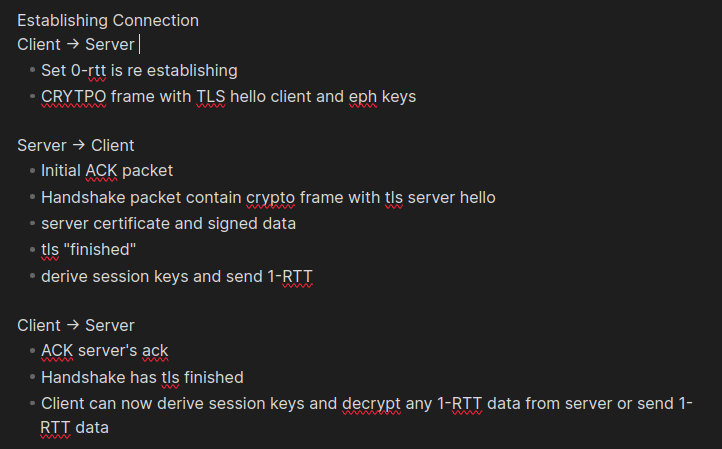 Establishing Connection
Client → Server
• Set 0-rtt is re establishing
• CRYTPO frame with TLS hello client and eph keys
Server → Client
• Initial ACK packet
• Handshake packet contain crypto frame with tls server hello
• server certificate and signed data
• tls "finished"
• derive session keys and send 1-RTT
Client → Server
• ACK server's ack
• Handshake has tls finished
• Client can now derive session keys and decrypt any 1-RTT data from server or send 1-
RTT data